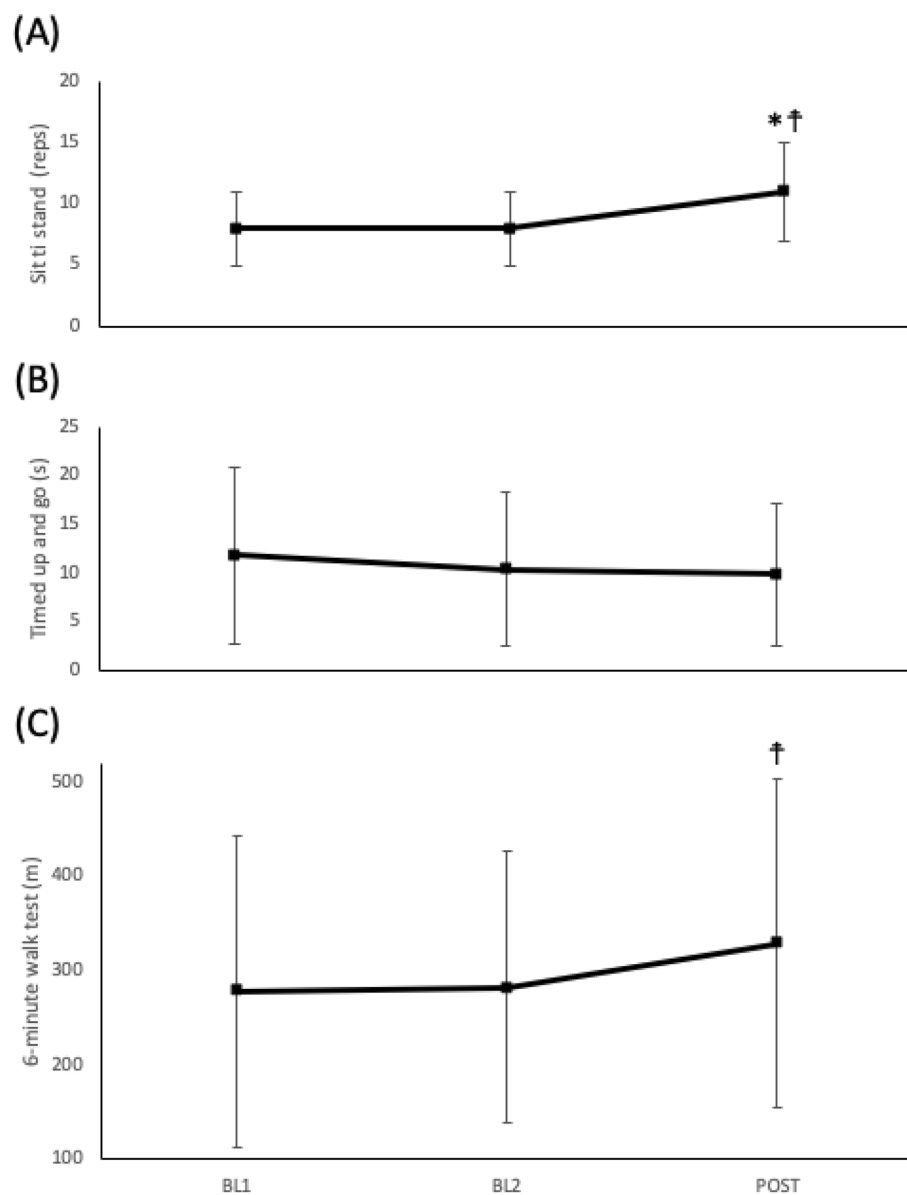 (A)
20
15
10
5
0
Sit ti stand (reps)
*†
(B)
25
20
15
10
5
0
Timed up and go (s)
(C)
500
400
300
200
100
6-minute walk test (m)
†
BL1 BL2 POST